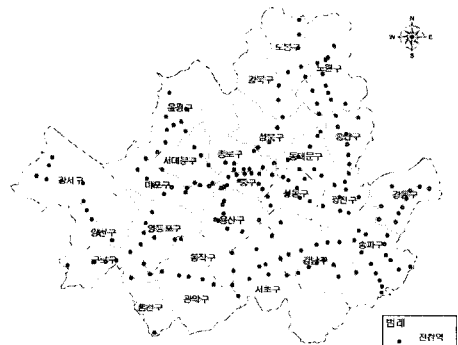 N
W E
S
도봉구
노원구
강북구
은평구
중랑구
성북구
종로구
동대문구
서대문구
중구
마포구
성동구
강서구
광진구
강동구
용산구
양천구
영등포구
송파구
동작구
강남구
구로구
서초구
관악구
금천구
범례
전철역